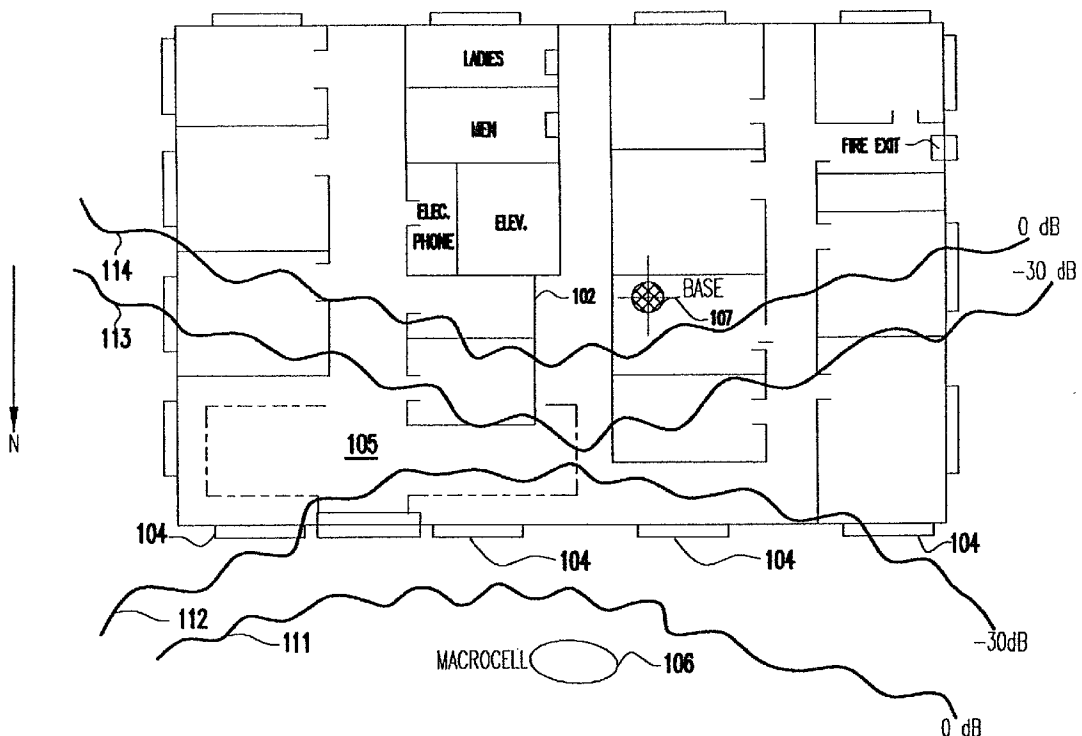 LADIES
MEN
FIRE EXIT
ELEC.
PHONE
ELEV.
0 dB
-30 dB
114
102
BASE
107
113
N
105
104
104
104
104
112
111
MACROCELL
106
-30dB
0 dB